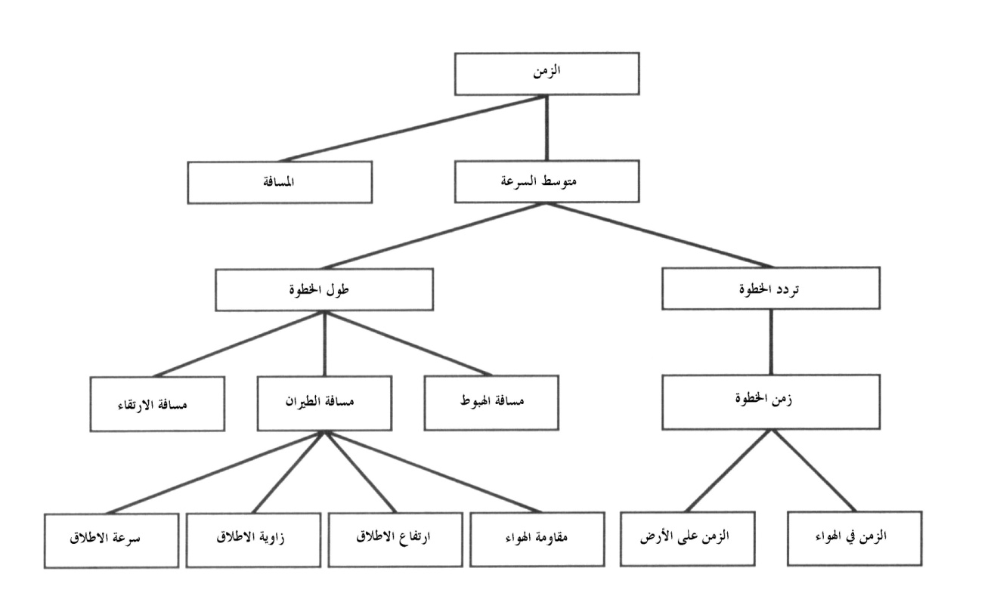 الزمن
متوسط السرعة
المسافة
تردد الخطوة
طول الخطوة
زمن الخطوة
مسافة الهبوط
مسافة الطيران
مسافة الارتقاء
الزمن في الهواء
الزمن على الأرض
مقاومة الهواء
ارتفاع الاطلاق
زاوية الاطلاق
سرعة الاطلاق